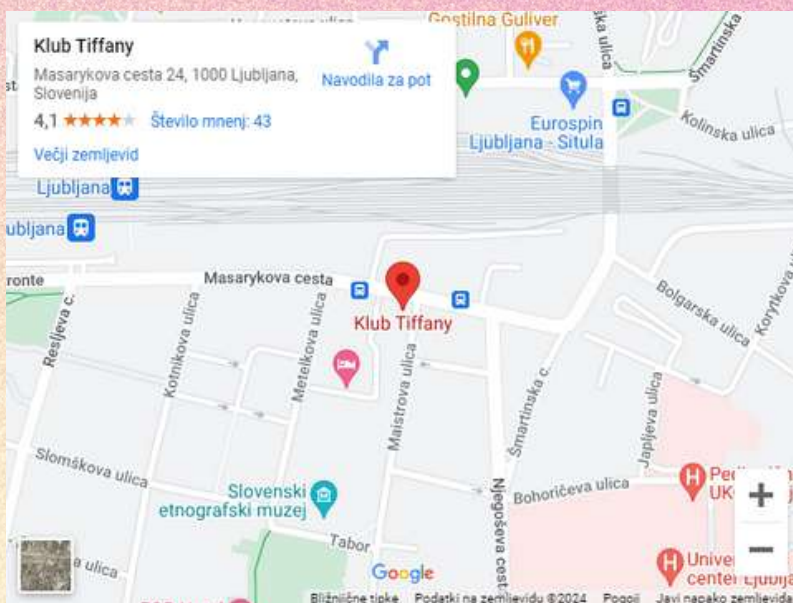 Gostilna Guliver
Klub Tiffany
Masarykova cesta 24, 1000 Ljubljana,
Slovenija
Navodila za pot
4,1
Število mnenj: 43
Večji zemljevid
Šmartinska
ulica
Kolinska ulica
Eurospin
Ljubljana - Situla
Ljubljana
Masarykova cesta
Klub Tiffany
Resljeva c.
Kotnikova ulica
Metelkova ulica
Maistrova ulica
Bolgarska ulica
Šmartinska c.
Japljeva ulica
Slomškova ulica
Slovenski
etnografski muzej
Tabor
Bohoričeva ulica
Google
Bližnjične tipke
Podatki na zemljevidu ©2024
Pogoji
Javi napako zemljevida